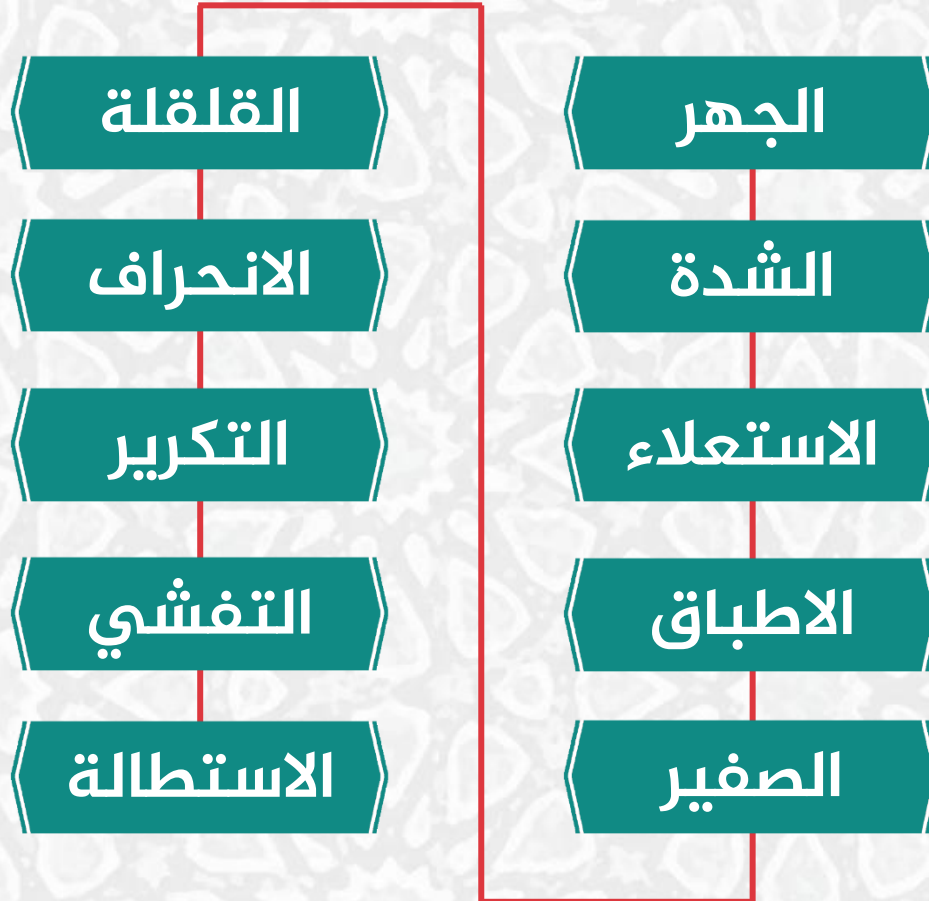 الجهر
الشدة
الاستعلاء
الاطباق
الصفير
القلقلة
الانحراف
التكرير
التفشي
الاستطالة